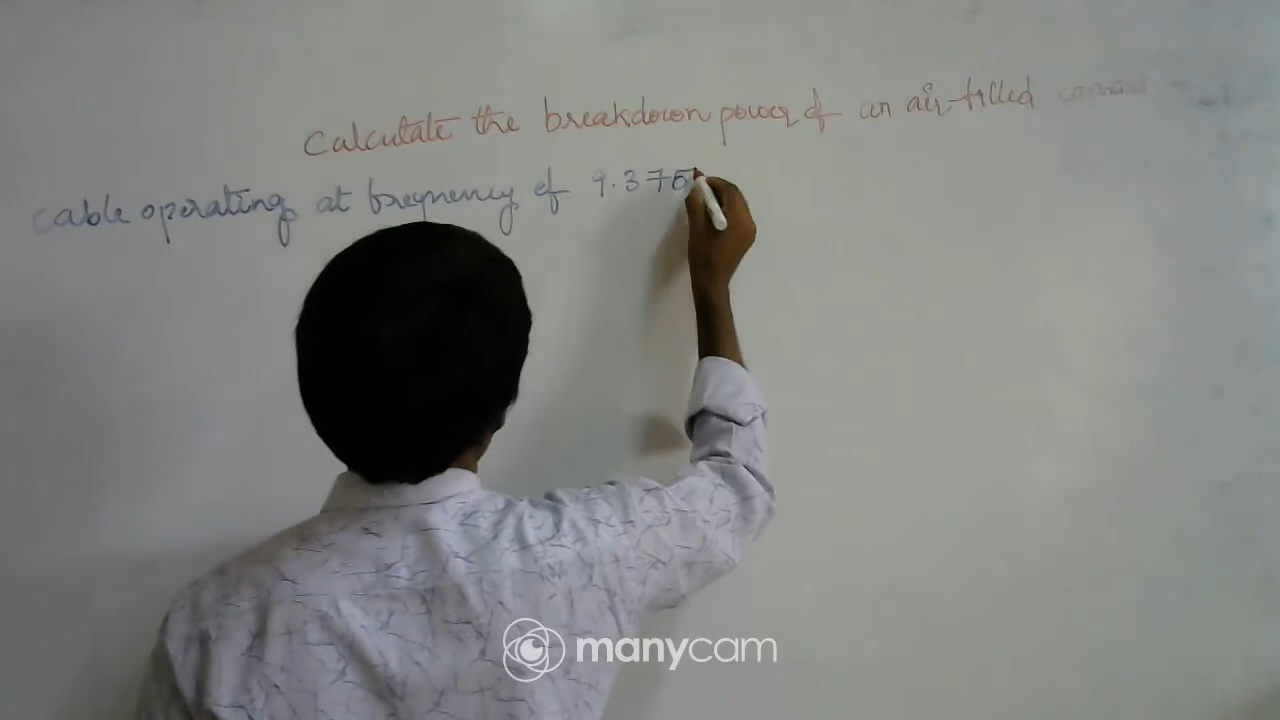 Calculate the breakdown power of an air-filled
cable operating at frequency of 9.375
manycam